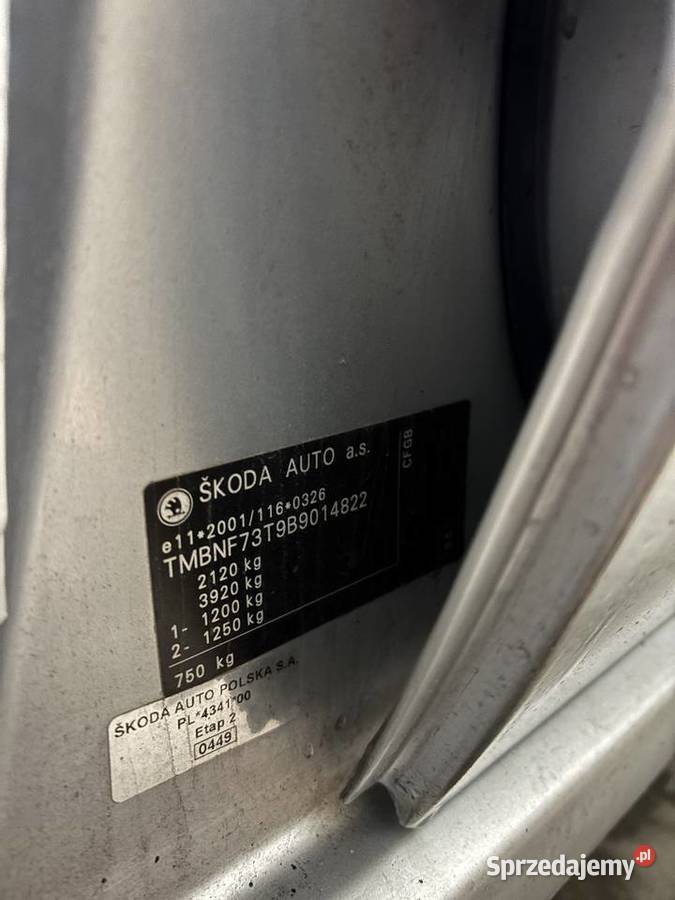 ŠKODA AUTO a.s.
CFGB
e11*2001/116*0326
TMBNF73T9B9014822
2120 kg
3920 kg
1- 1200 kg
2- 1250 kg
750 kg
ŠKODA AUTO POLSKA S.A.
PL*4341*00
Etap 2
0449
Sprzedajemy.pl